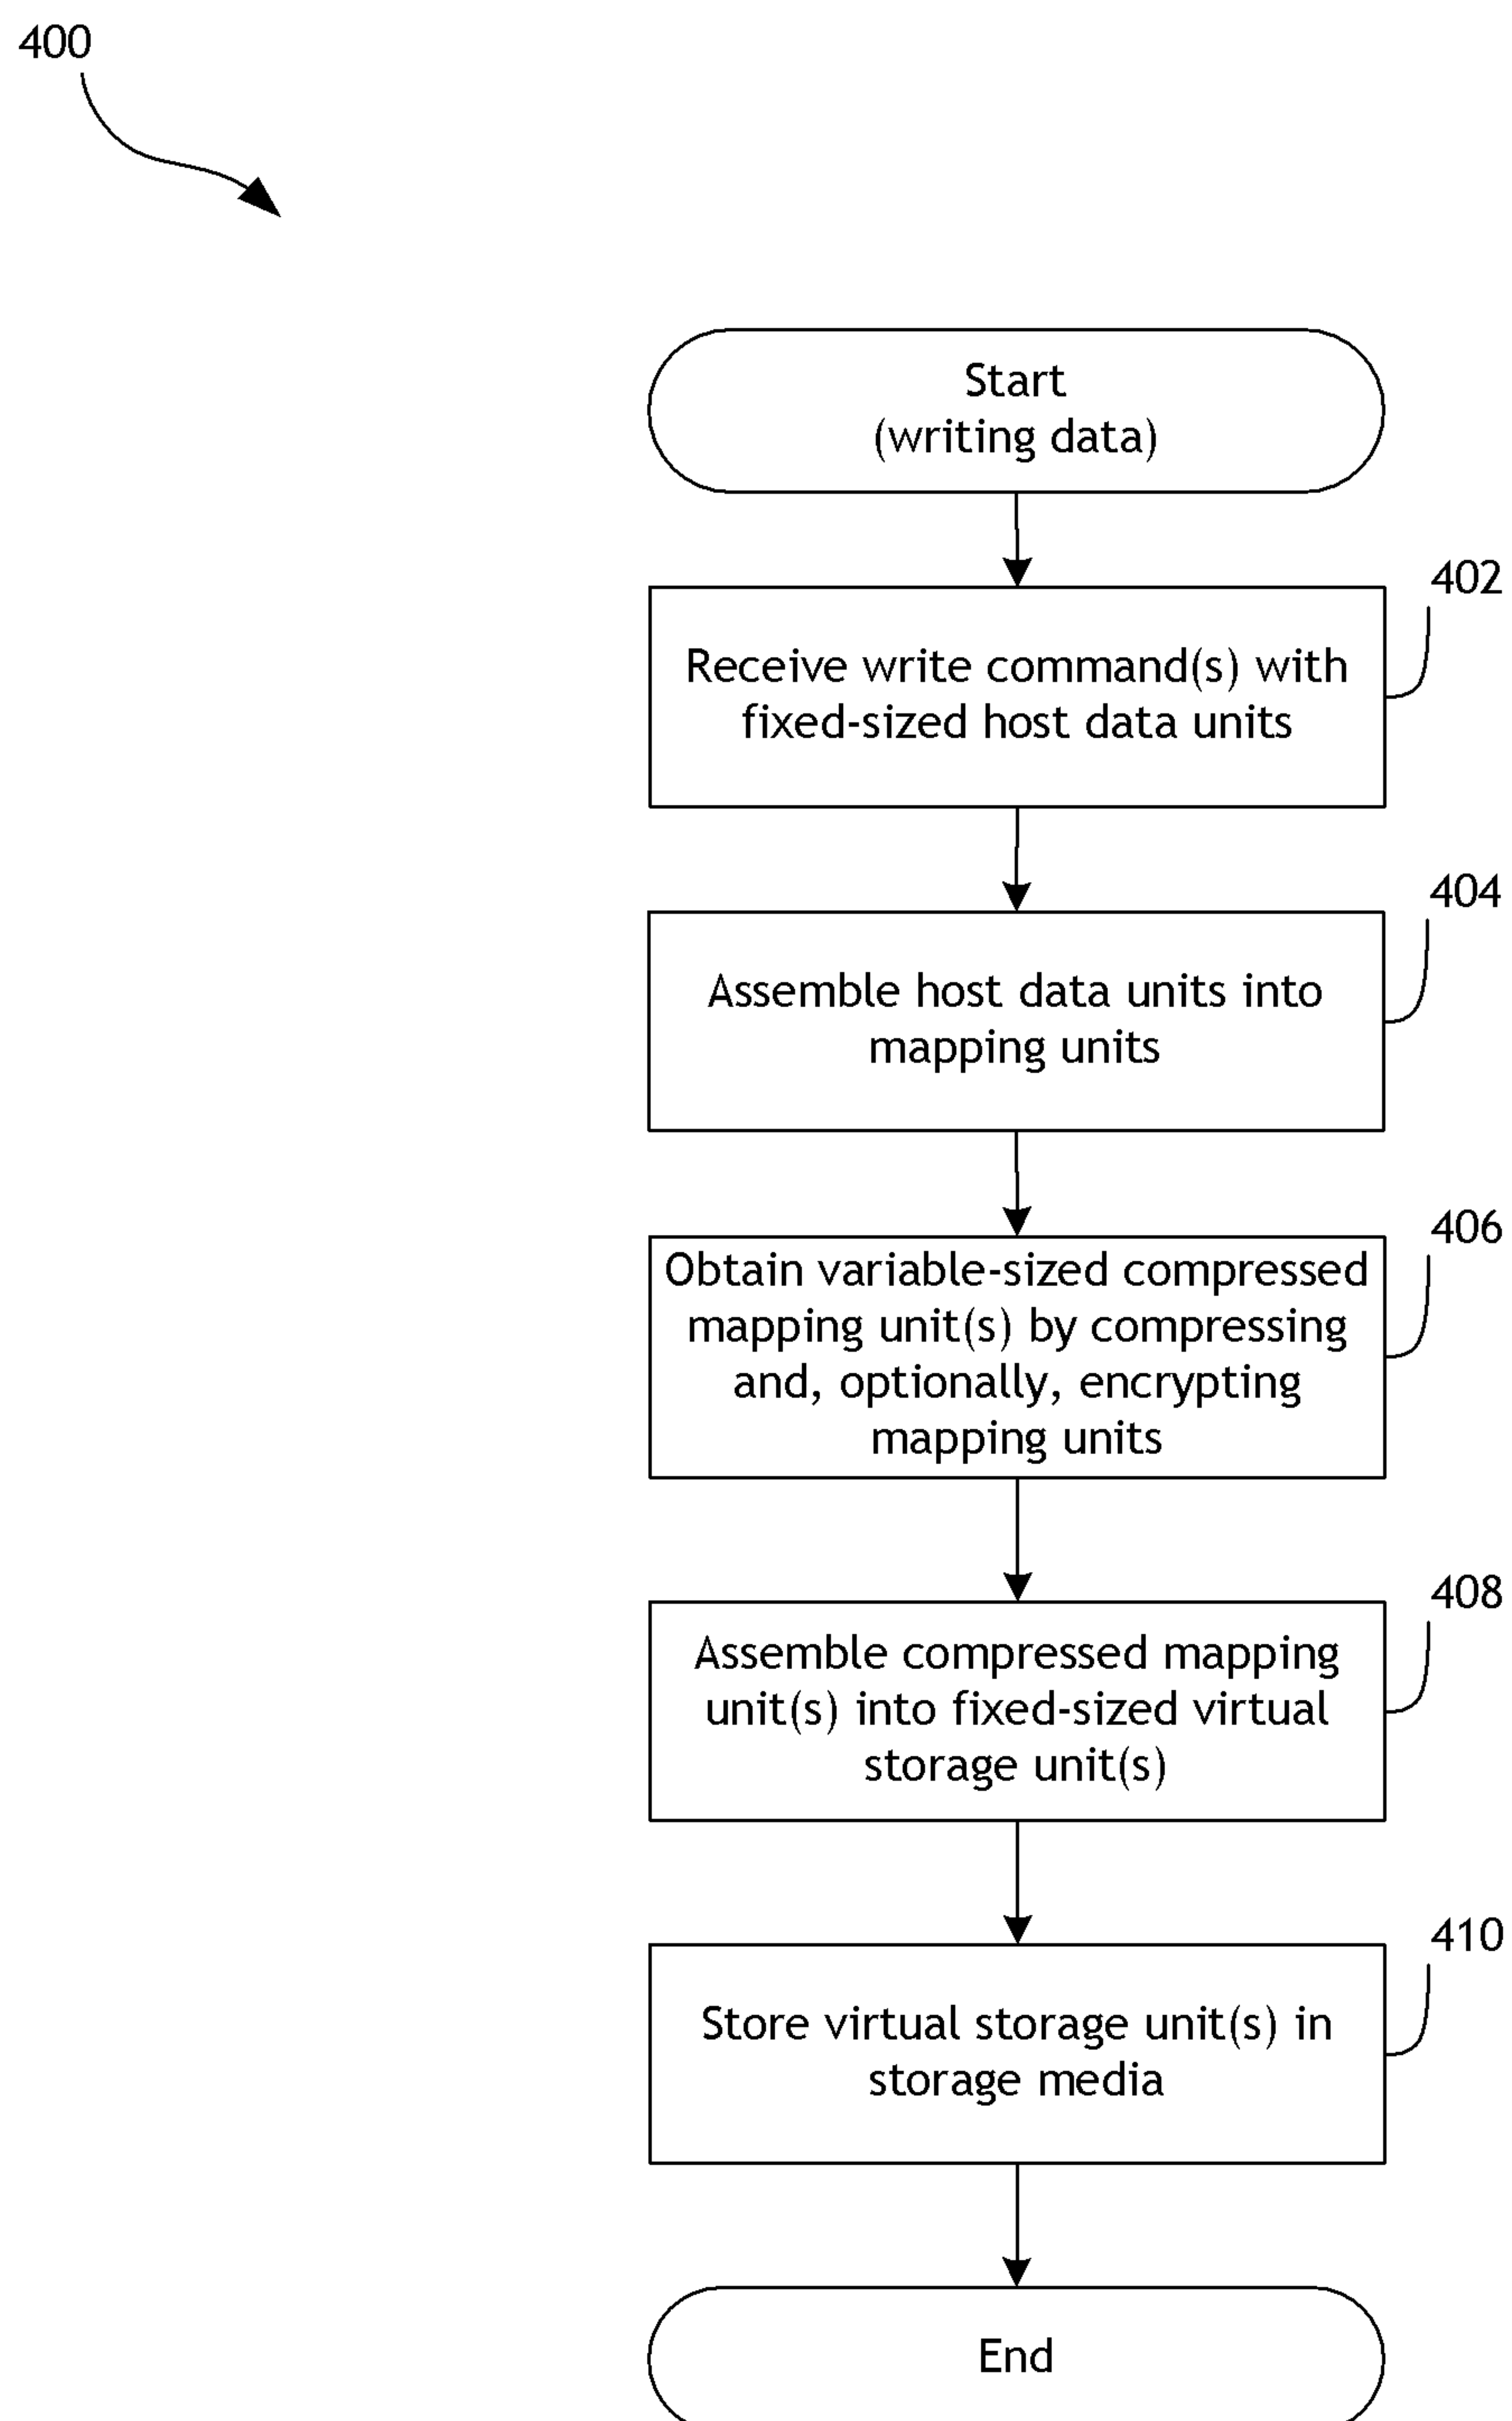 400
Start
(writing data)
402
Receive write command(s) with
fixed-sized host data units
404
Assemble host data units into
mapping units
406
Obtain variable-sized compressed
mapping unit(s) by compressing
and, optionally, encrypting
mapping units
408
Assemble compressed mapping
unit(s) into fixed-sized virtual
storage unit(s)
410
Store virtual storage unit(s) in
storage media
End